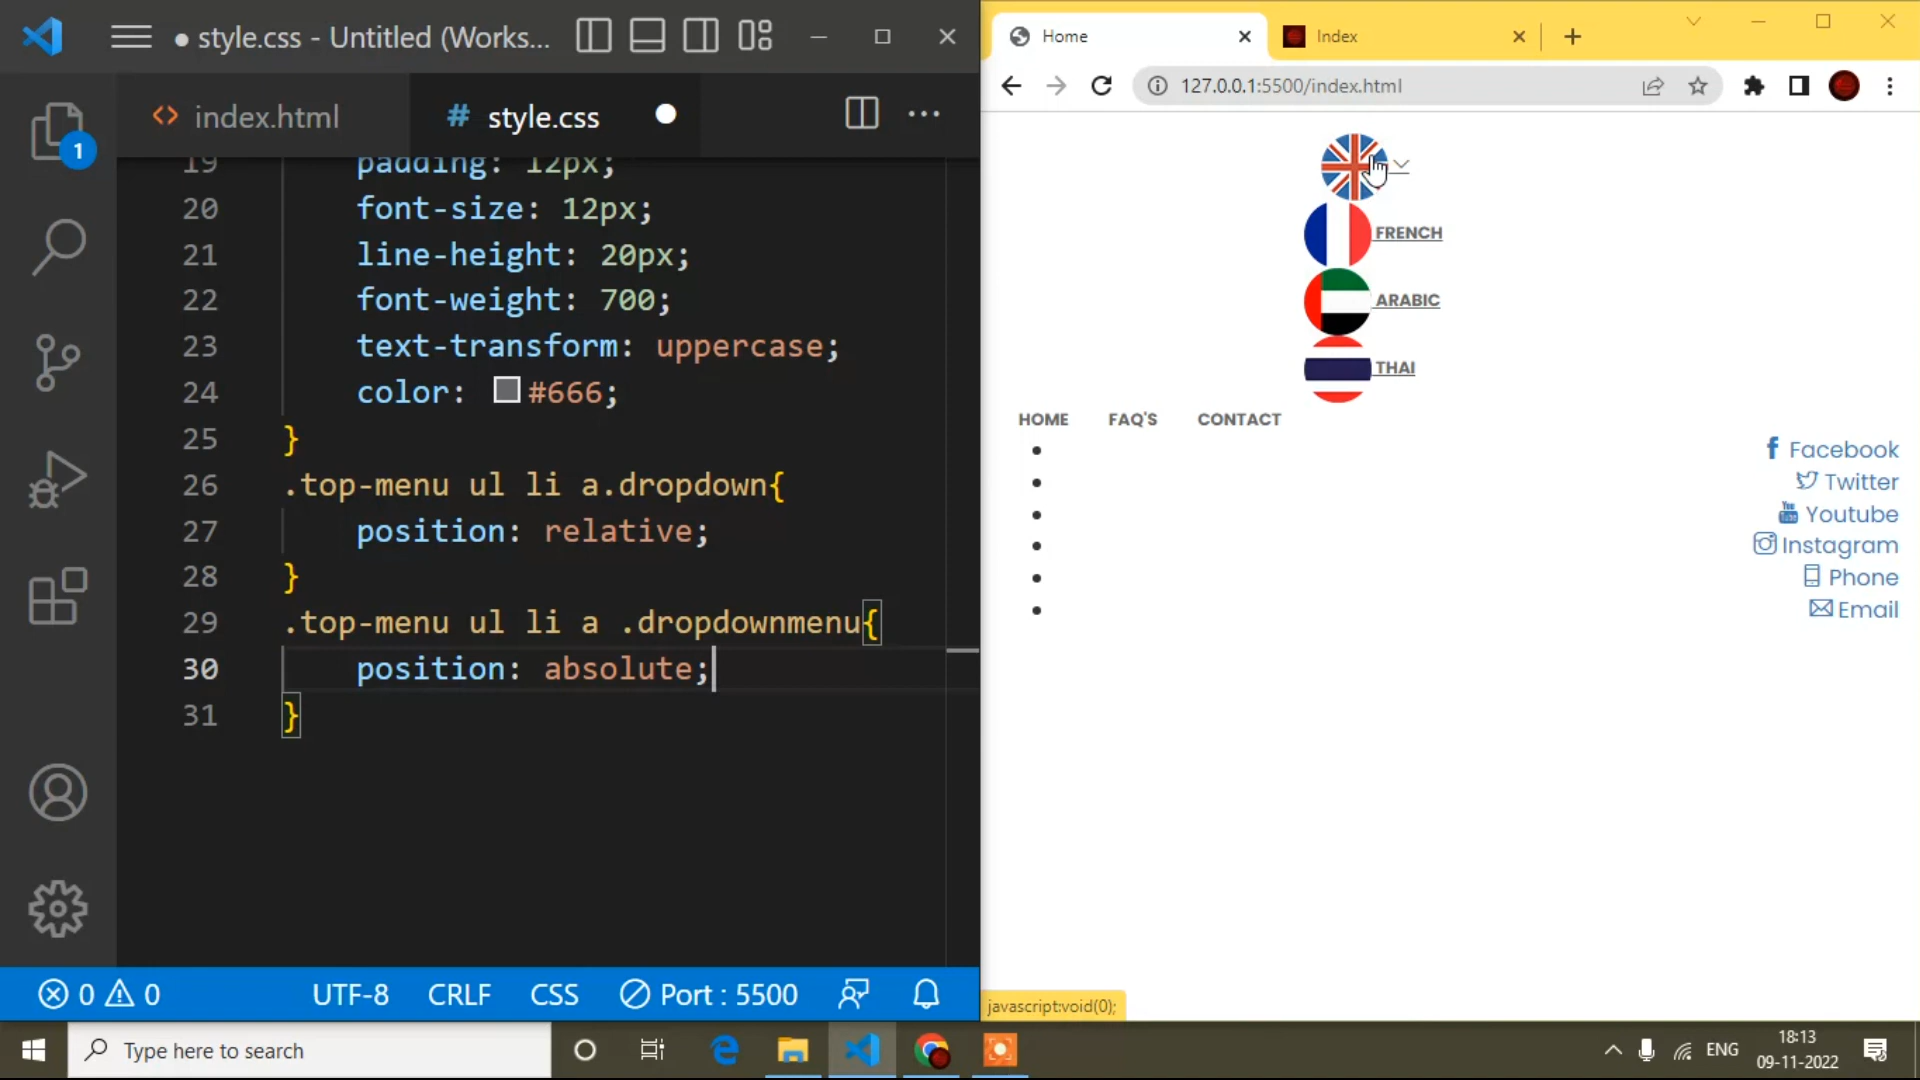 style.css - Untitled (Works...
index.html
# style.css
19 padding: 12px;
20 font-size: 12px;
21 line-height: 20px;
22 font-weight: 700;
23 text-transform: uppercase;
24 color: #666;
25 }
26 .top-menu ul li a.dropdown{
27 position: relative;
28 }
29 .top-menu ul li a .dropdownmenu{
30 position: absolute;
31 }
1
0 0
UTF-8 CRLF CSS Port : 5500
Home
Index
127.0.0.1:5500/index.html
FRENCH
ARABIC
THAI
HOME FAQ'S CONTACT
Facebook
Twitter
You Tube Youtube
Instagram
Phone
Email
javascript:void(0);
Type here to search
ENG
18:13
09-11-2022